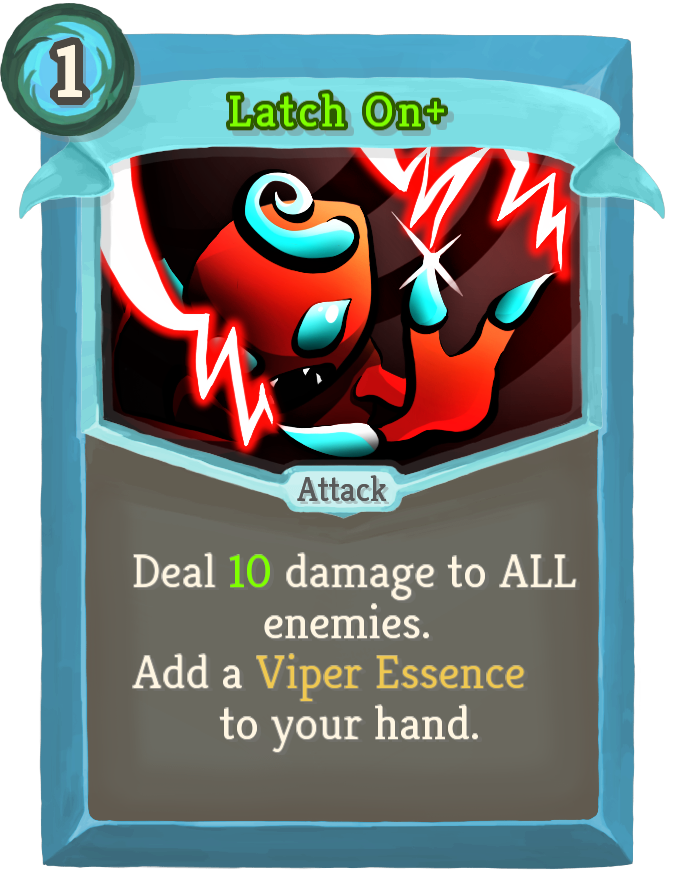 1
Latch On+
Attack
Deal 10 damage to ALL
enemies.
Add a Viper Essence
to your hand.